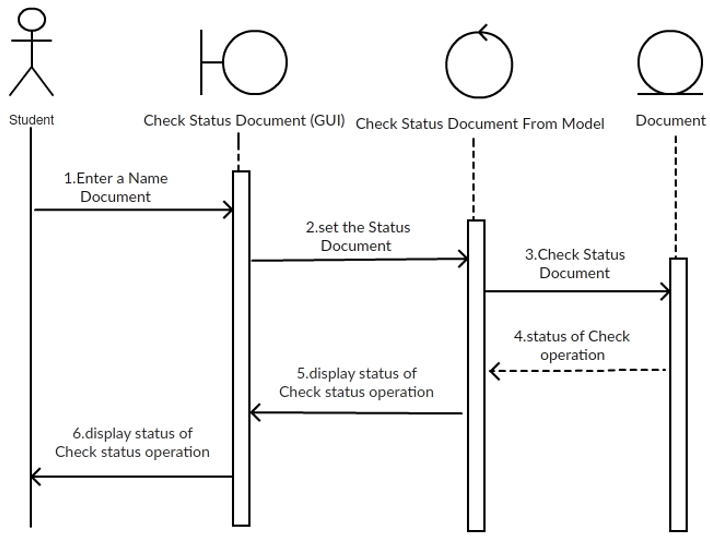 Student
Check Status Document (GUI)
Check Status Document From Model
Document
1.Enter a Name
Document
2.set the Status
Document
3.Check Status
Document
4.status of Check
operation
5.display status of
Check status operation
6.display status of
Check status operation